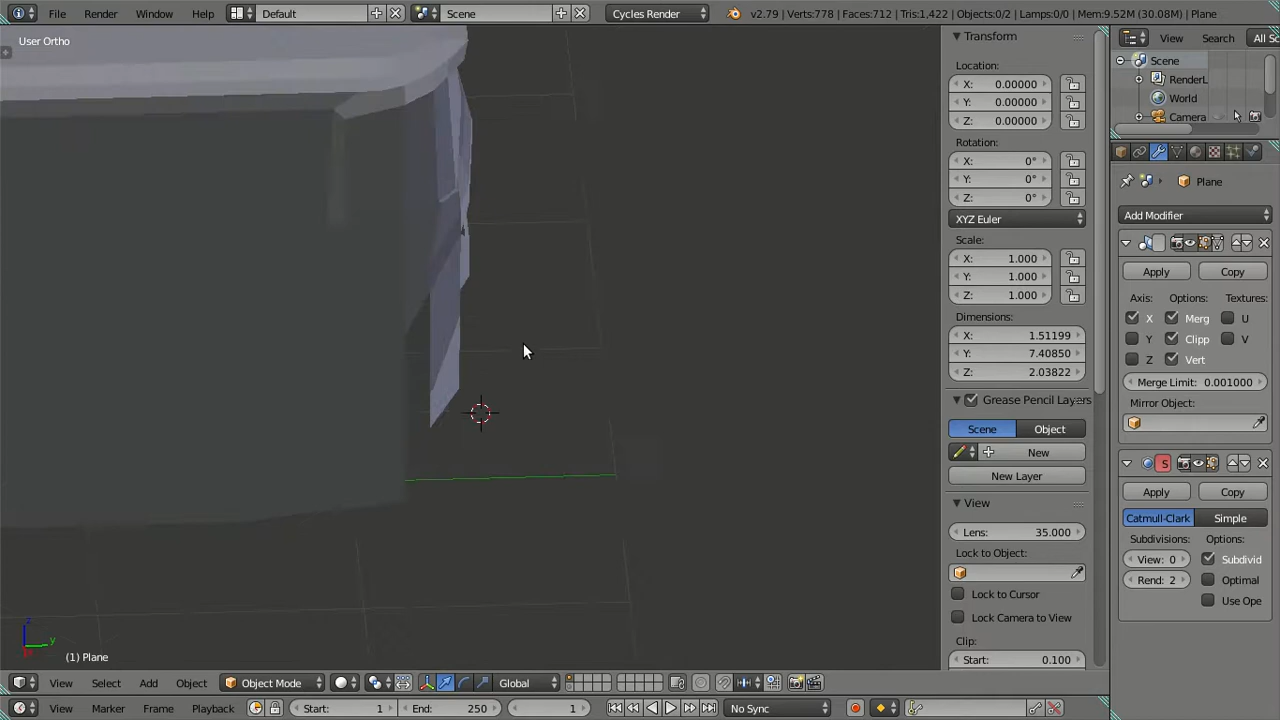 File Render Window Help Default Scene Cycles Render v2.79 | Verts:778 | Faces:712 | Tris:1,422 | Objects:0/2 | Lamps:0/0 | Mem:9.52M (30.08M) | Plane
User Ortho
Transform
Location:
X: 0.00000
Y: 0.00000
Z: 0.00000
Rotation:
X: 0°
Y: 0°
Z: 0°
XYZ Euler
Scale:
X: 1.000
Y: 1.000
Z: 1.000
Dimensions:
X: 1.51199
Y: 7.40850
Z: 2.03822
Grease Pencil Layers
Scene Object
New
New Layer
View
Lens: 35.000
Lock to Object:
Lock to Cursor
Lock Camera to View
Clip:
Start: 0.100
View Search All Sc
Scene
RenderL
World
Camera
Plane
Add Modifier
Apply Copy
Axis: Options: Textures:
X Merg U
Y Clipp V
Z Vert
Merge Limit: 0.001000
Mirror Object:
S
Apply Copy
Catmull-Clark Simple
Subdivisions: Options:
View: 0 Subdivid
Rend: 2 Optimal
Use Ope
z
y
x
(1) Plane
View Select Add Object Object Mode Global
View Marker Frame Playback Start: 1 End: 250 1 No Sync